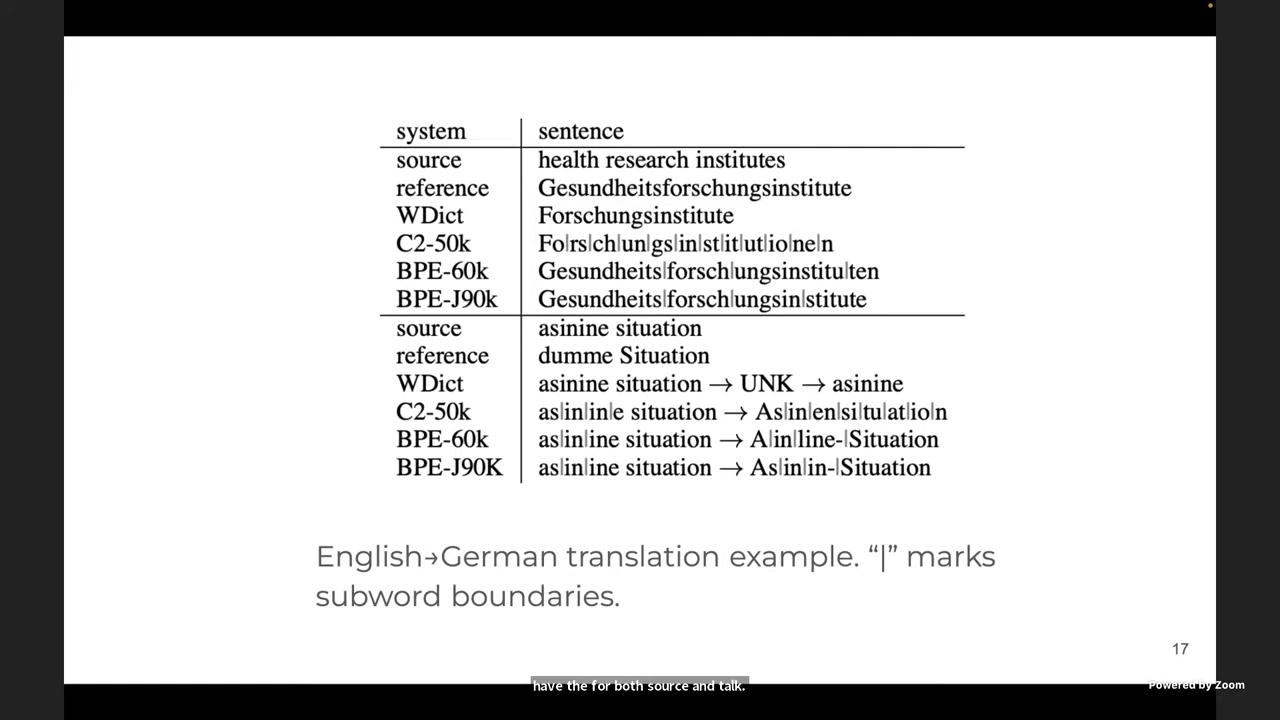 system | sentence
source | health research institutes
reference | Gesundheitsforschungsinstitute
WDict | Forschungsinstitute
C2-50k | Fo|rs|ch|un|gs|in|st|it|ut|io|ne|n
BPE-60k | Gesundheits|forsch|ungsinstitu|ten
BPE-J90k | Gesundheits|forsch|ungsin|stitute
source | asinine situation
reference | dumme Situation
WDict | asinine situation → UNK → asinine
C2-50k | as|in|in|e situation → As|in|en|si|tu|at|io|n
BPE-60k | as|in|ine situation → A|in|line-|Situation
BPE-J90K | as|in|ine situation → As|in|in-|Situation
English→German translation example. “|” marks
subword boundaries.
17
have the for both source and talk.
Powered by Zoom